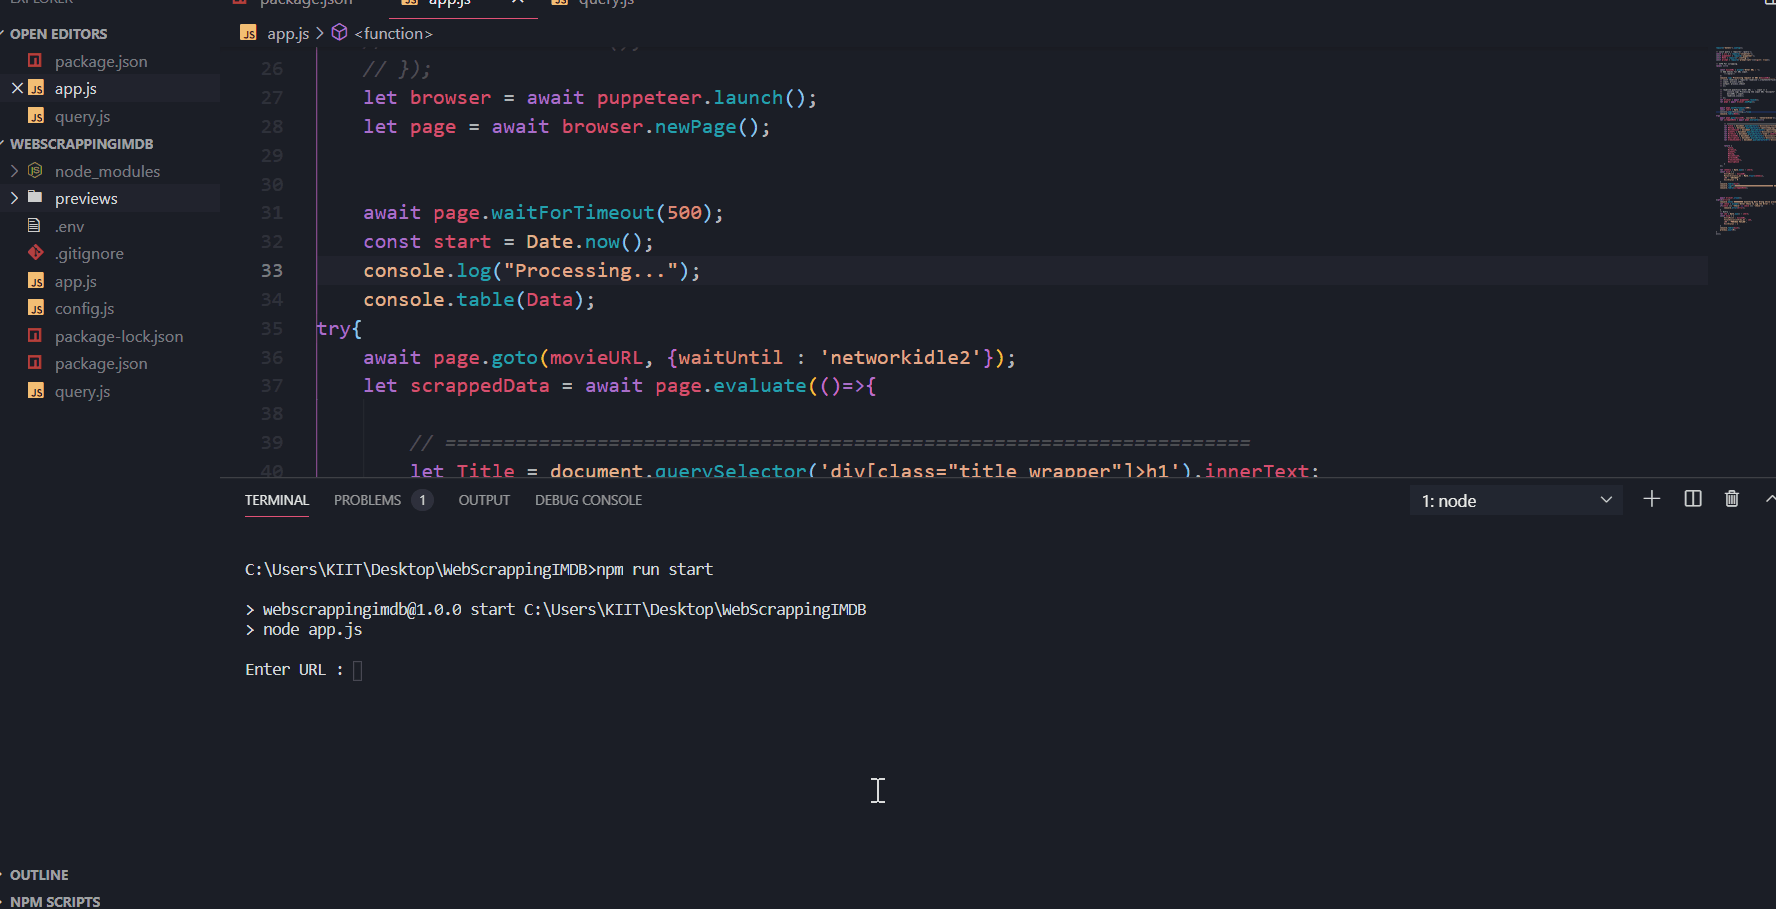 EXPLORER
OPEN EDITORS
package.json
app.js
query.js
WEBSCRAPPINGIMDB
node_modules
previews
.env
.gitignore
app.js
config.js
package-lock.json
package.json
query.js
OUTLINE
NPM SCRIPTS
package.json app.js query.js
app.js > <function>
26 // });
27 let browser = await puppeteer.launch();
28 let page = await browser.newPage();
29
30
31 await page.waitForTimeout(500);
32 const start = Date.now();
33 console.log("Processing...");
34 console.table(Data);
35 try{
36 await page.goto(movieURL, {waitUntil : 'networkidle2'});
37 let scrappedData = await page.evaluate(()=>{
38
39 // =====================================================================
40 let Title = document.querySelector('div[class="title_wrapper"]>h1').innerText;
TERMINAL PROBLEMS 1 OUTPUT DEBUG CONSOLE 1: node
C:\Users\KIIT\Desktop\WebScrappingIMDB>npm run start
> webscrappingimdb@1.0.0 start C:\Users\KIIT\Desktop\WebScrappingIMDB
> node app.js
Enter URL :